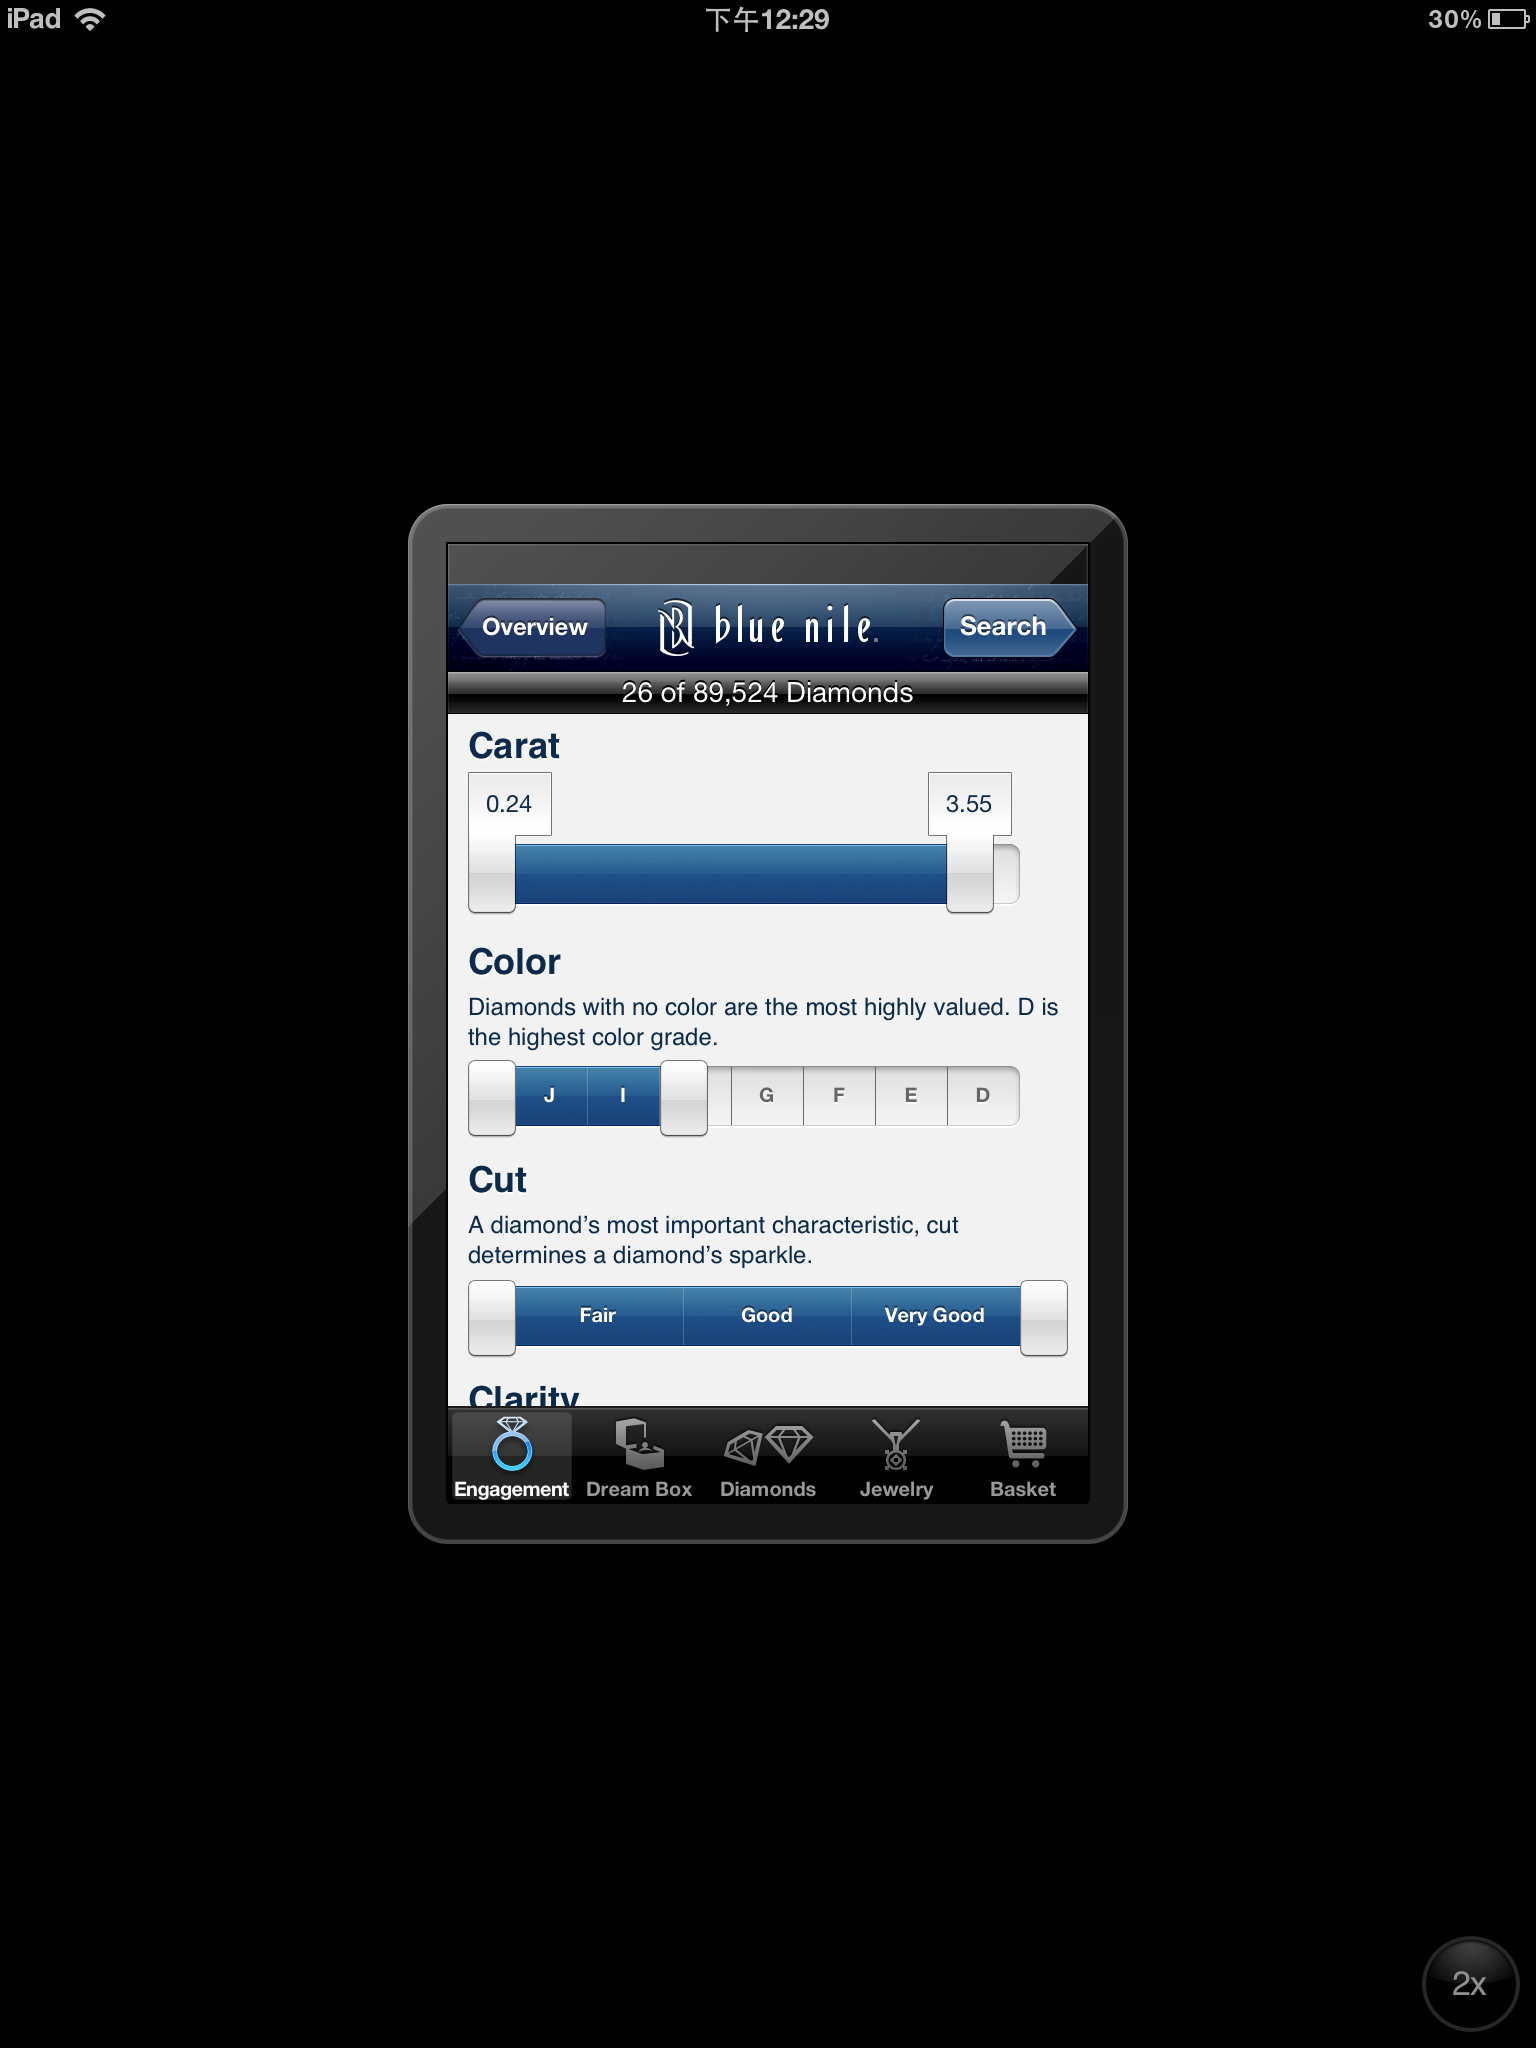 iPad
下午12:29
30%
Overview
blue nile.
Search
26 of 89,524 Diamonds
Carat
0.24
3.55
Color
Diamonds with no color are the most highly valued. D is
the highest color grade.
J I G F E D
Cut
A diamond's most important characteristic, cut
determines a diamond's sparkle.
Fair Good Very Good
Clarity
Engagement Dream Box Diamonds Jewelry Basket
2x